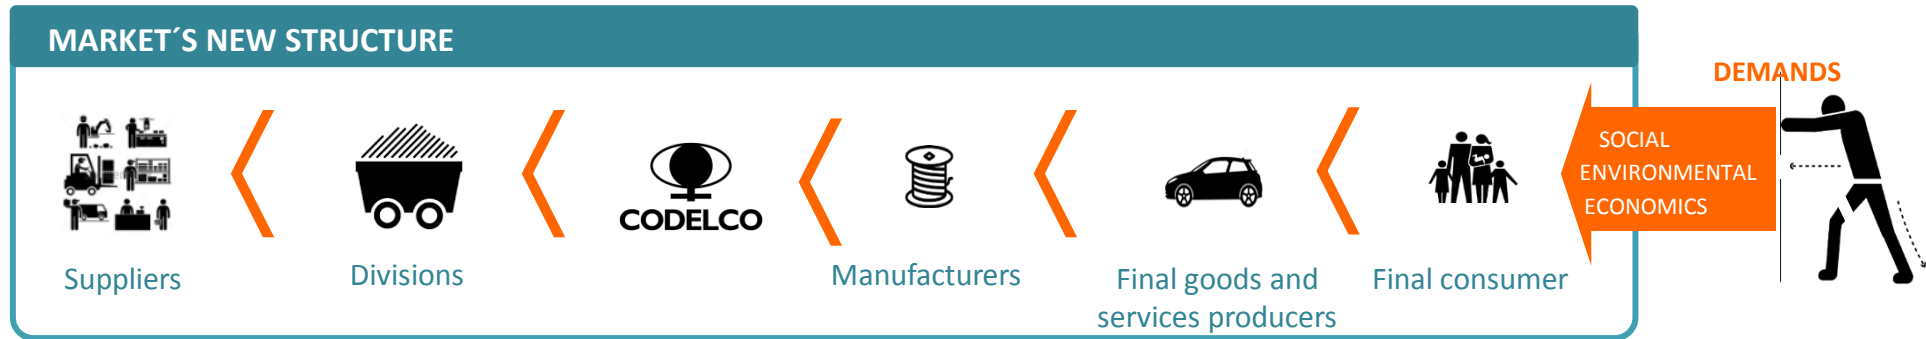 MARKET´S NEW STRUCTURE
DEMANDS
SOCIAL
ENVIRONMENTAL
ECONOMICS
CODELCO
Suppliers
Divisions
Manufacturers
Final goods and
services producers
Final consumer